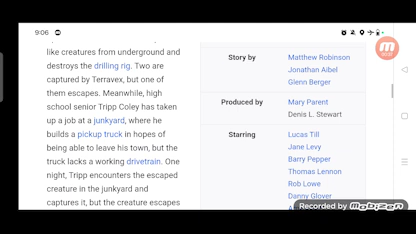 9:06
like creatures from underground and
destroys the drilling rig. Two are
captured by Terravex, but one of
them escapes. Meanwhile, high
school senior Tripp Coley has taken
up a job at a junkyard, where he
builds a pickup truck in hopes of
being able to leave his town, but the
truck lacks a working drivetrain. One
night, Tripp encounters the escaped
creature in the junkyard and
captures it, but the creature escapes
Story by
Matthew Robinson
Jonathan Aibel
Glenn Berger
Produced by
Mary Parent
Denis L. Stewart
Starring
Lucas Till
Jane Levy
Barry Pepper
Thomas Lennon
Rob Lowe
Danny Glover
Recorded by Mobizen